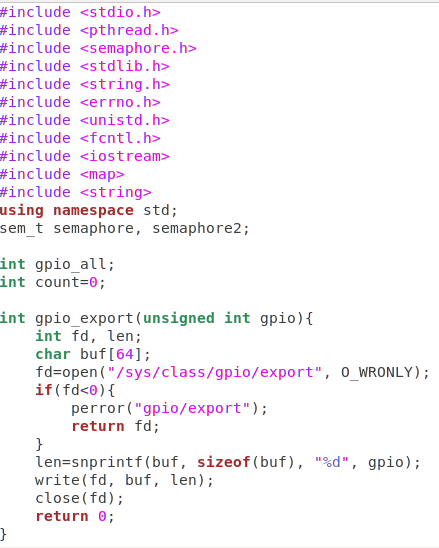 #include <stdio.h>
#include <pthread.h>
#include <semaphore.h>
#include <stdlib.h>
#include <string.h>
#include <errno.h>
#include <unistd.h>
#include <fcntl.h>
#include <iostream>
#include <map>
#include <string>
using namespace std;
sem_t semaphore, semaphore2;

int gpio_all;
int count=0;

int gpio_export(unsigned int gpio){
    int fd, len;
    char buf[64];
    fd=open("/sys/class/gpio/export", O_WRONLY);
    if(fd<0){
        perror("gpio/export");
        return fd;
    }
    len=snprintf(buf, sizeof(buf), "%d", gpio);
    write(fd, buf, len);
    close(fd);
    return 0;
}